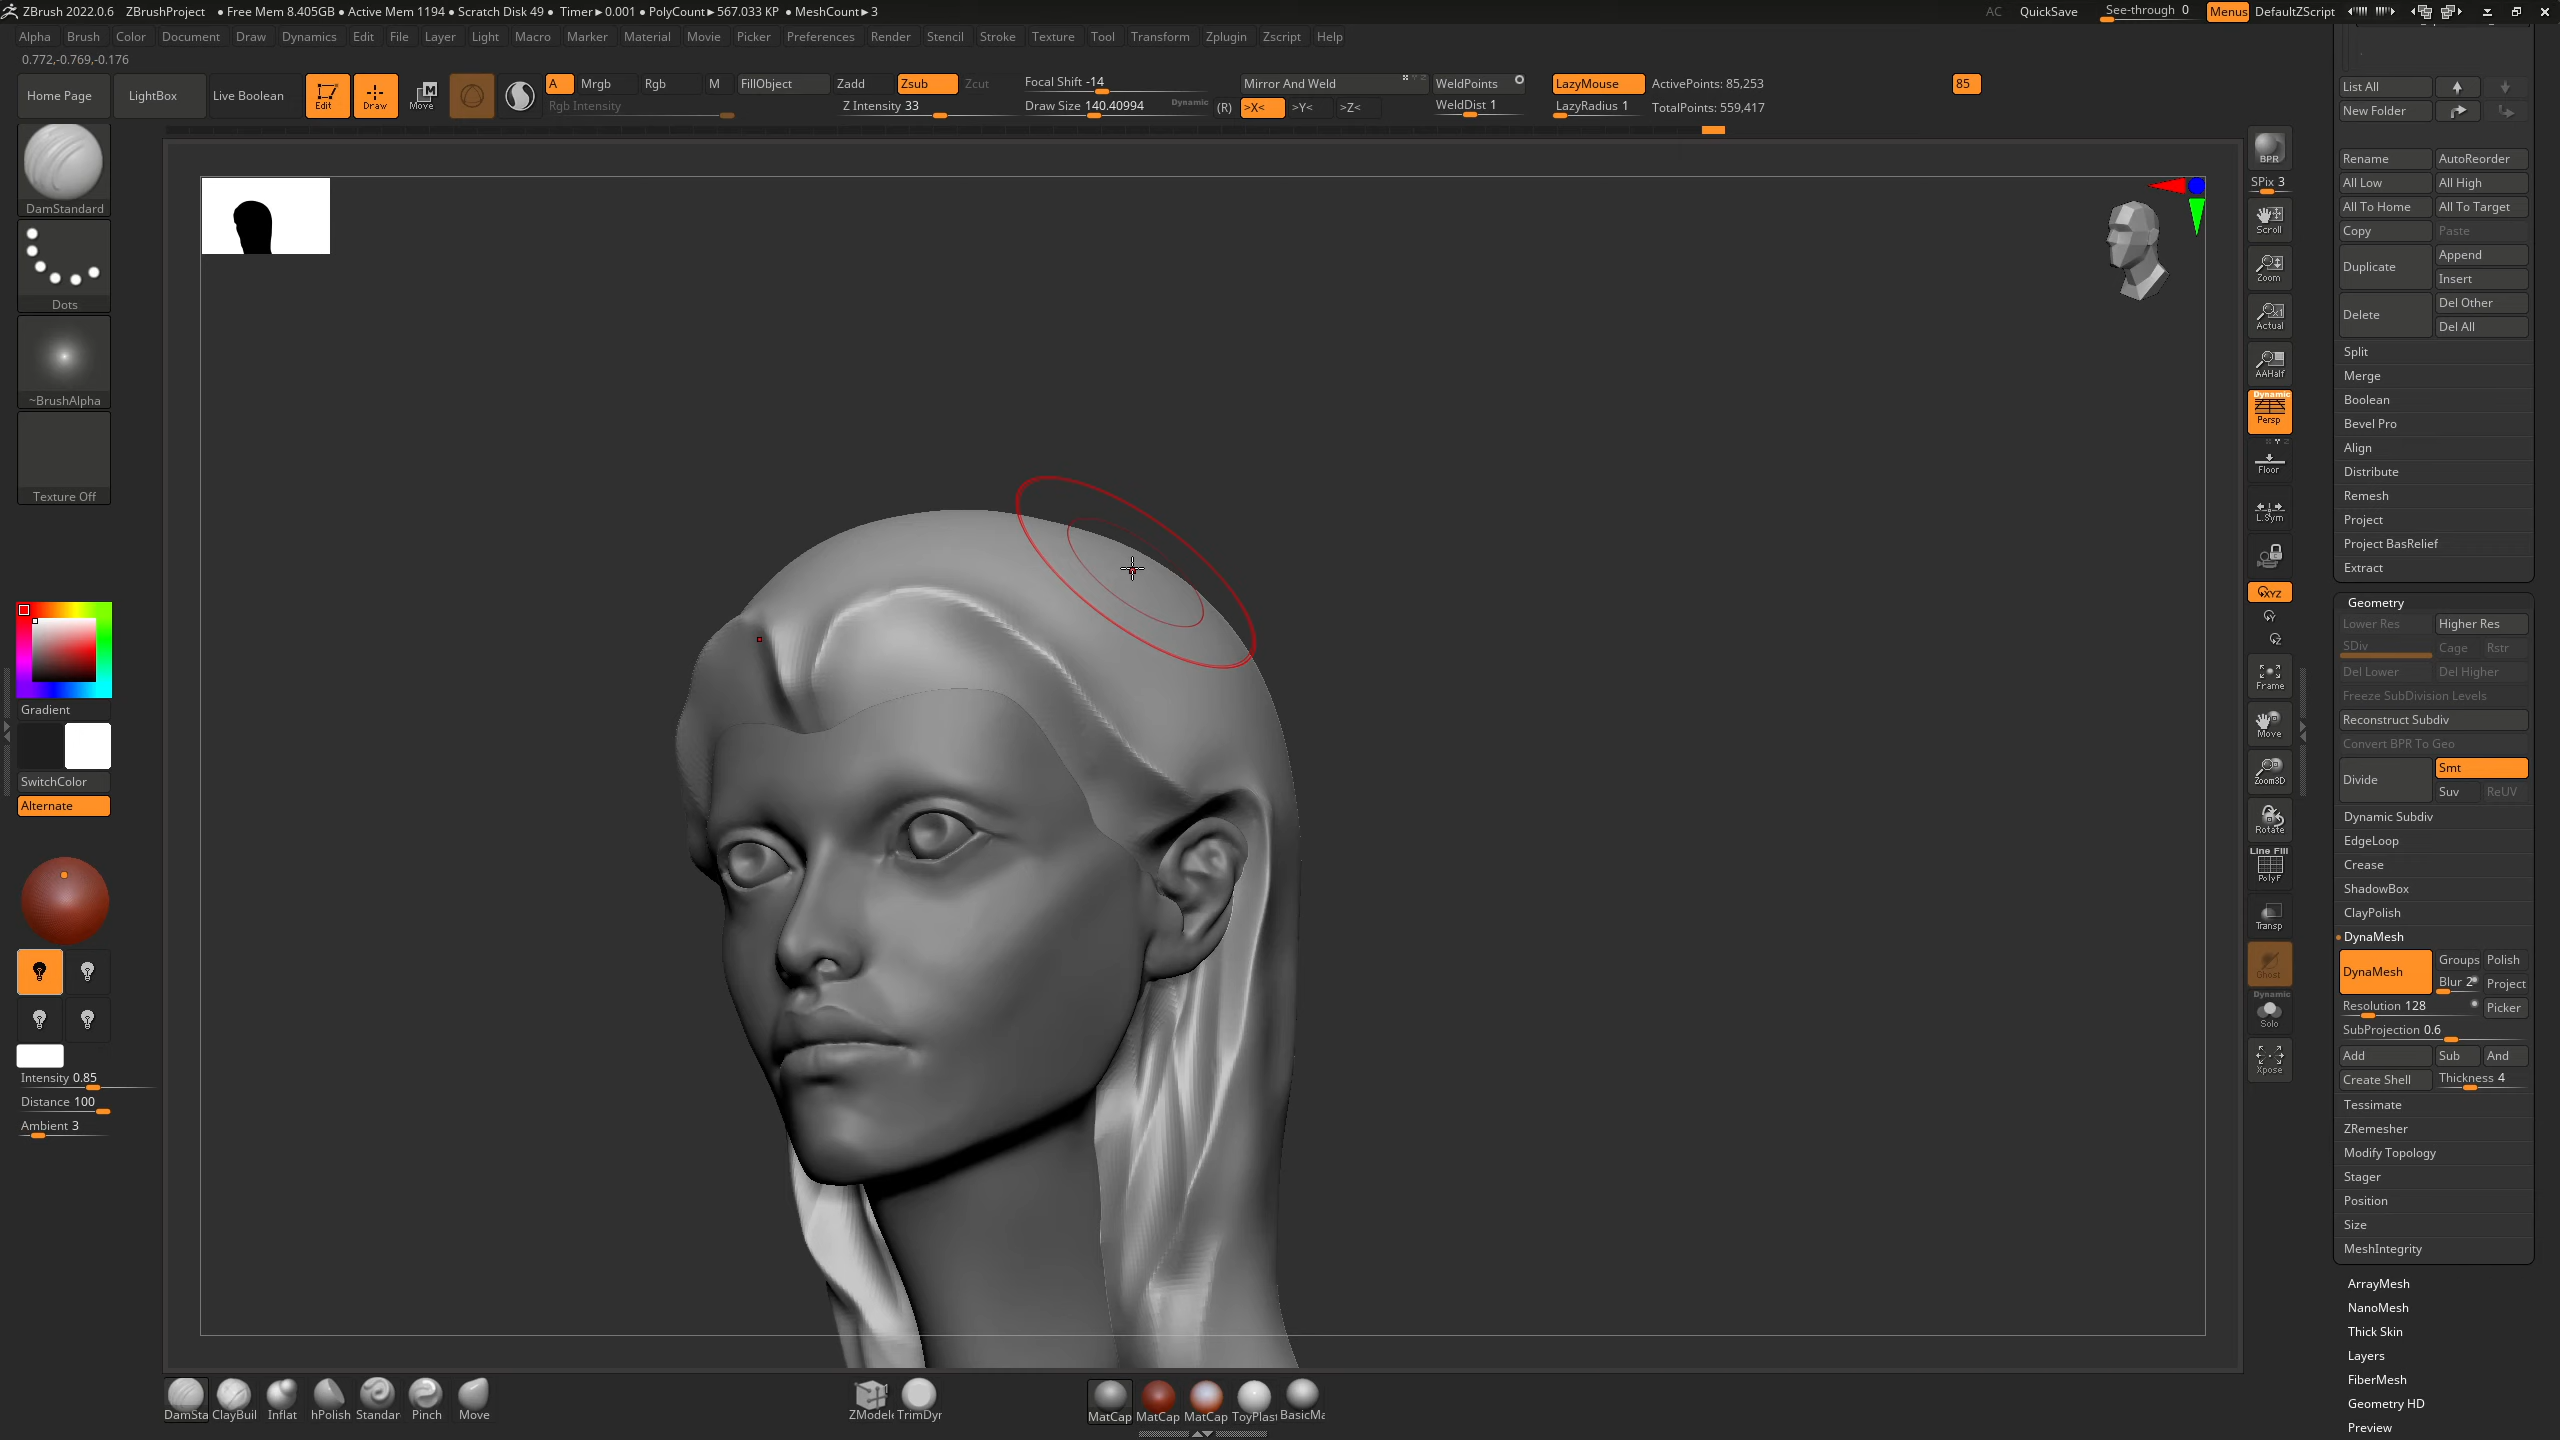 ZBrush 2022.0.6 ZBrushProject • Free Mem 8.405GB • Active Mem 1194 • Scratch Disk 49 • Timer►0.001 • PolyCount►567.033 KP • MeshCount►3 AC QuickSave See-through 0 Menus DefaultZScript
Alpha Brush Color Document Draw Dynamics Edit File Layer Light Macro Marker Material Movie Picker Preferences Render Stencil Stroke Texture Tool Transform Zplugin Zscript Help
0.772,-0.769,-0.176
Home Page LightBox Live Boolean Edit Draw Move
A Mrgb Rgb M FillObject Zadd Zsub Zcut Focal Shift -14 Mirror And Weld WeldPoints LazyMouse ActivePoints: 85,253 85
Rgb Intensity Z Intensity 33 Draw Size 140.40994 Dynamic (R) >X< >Y< >Z< WeldDist 1 LazyRadius 1 TotalPoints: 559,417
DamStandard
Dots
~BrushAlpha
Texture Off
Gradient
SwitchColor
Alternate
Intensity 0.85
Distance 100
Ambient 3
BPR
SPix 3
Scroll
Zoom
Actual
AAHalf
Dynamic
Persp
Floor
L.Sym
XYZ
Y
Z
Frame
Move
Zoom3D
Rotate
Line Fill
PolyF
Transp
Ghost
Dynamic
Solo
Xpose
List All
New Folder
Rename AutoReorder
All Low All High
All To Home All To Target
Copy Paste
Duplicate Append
Insert
Delete Del Other
Del All
Split
Merge
Boolean
Bevel Pro
Align
Distribute
Remesh
Project
Project BasRelief
Extract
Geometry
Lower Res Higher Res
SDiv Cage Rstr
Del Lower Del Higher
Freeze SubDivision Levels
Reconstruct Subdiv
Convert BPR To Geo
Divide Smt
Suv ReUV
Dynamic Subdiv
EdgeLoop
Crease
ShadowBox
ClayPolish
DynaMesh
DynaMesh Groups Polish
Blur 2 Project
Resolution 128 Picker
SubProjection 0.6
Add Sub And
Create Shell Thickness 4
Tessimate
ZRemesher
Modify Topology
Stager
Position
Size
MeshIntegrity
ArrayMesh
NanoMesh
Thick Skin
Layers
FiberMesh
Geometry HD
Preview
DamSta ClayBuil Inflat hPolish Standar Pinch Move ZModele TrimDyr MatCap MatCap MatCap ToyPlas BasicMa